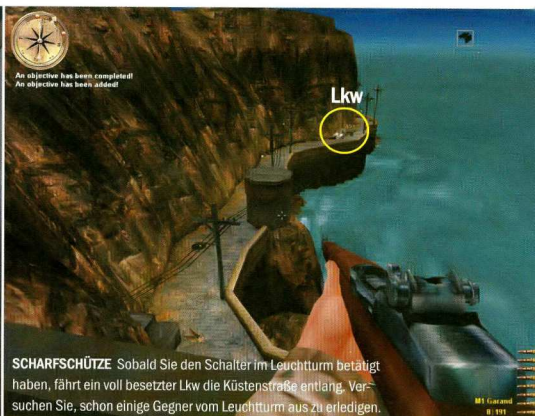 An objective has been completed!
An objective has been added!
Lkw
SCHARFSCHÜTZE Sobald Sie den Schalter im Leuchtturm betätigt
haben, fährt ein voll besetzter Lkw die Küstenstraße entlang. Ver-
suchen Sie, schon einige Gegner vom Leuchtturm aus zu erledigen.
M1 Garand
8|191